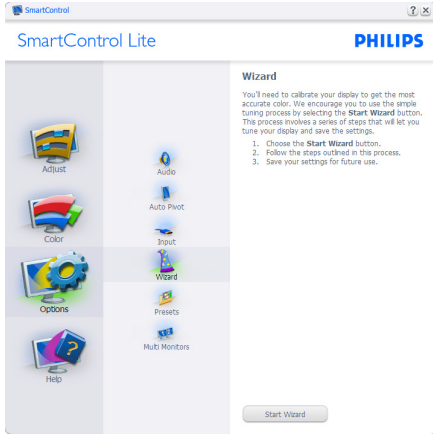 SmartControl
SmartControl Lite
PHILIPS
Adjust
Color
Options
Help
Audio
Auto Pivot
Input
Wizard
Presets
Multi Monitors
Wizard
You'll need to calibrate your display to get the most
accurate color. We encourage you to use the simple
tuning process by selecting the Start Wizard button.
This process involves a series of steps that will let you
tune your display and save the settings.
1. Choose the Start Wizard button.
2. Follow the steps outlined in this process.
3. Save your settings for future use.
Start Wizard